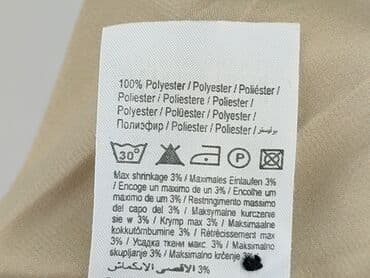 100% Polyester / Polyester / Poliéster /
Poliester / Poliestere / Poliester /
Polyester / Polüester / Polyester /
Полиэфир / Poliester / Poliester / بوليستر
30°
P
Max shrinkage 3% / Maximales Einlaufen 3%
/ Encoge un maximo de un 3% / Encolhe um
maximo de 3% / Restringimento massimo
del capo del 3% / Maksymalne kurczenie
sie w 3% / Krymp max 3% / Maksimaalne
kokkutõmbumine 3% / Rétrécissement max
3% / Усадка ткани макс. 3% / Maksimalno
skupljanje 3% / Maksimalno krčenje 3% /
3% الأقصى الانكماش